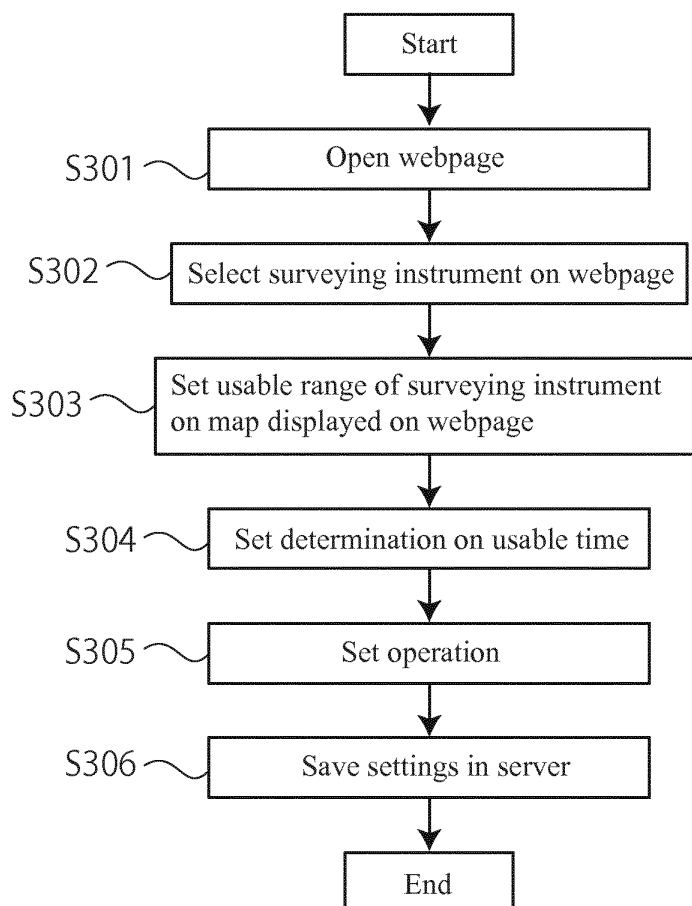 Start
S301
Open webpage
S302
Select surveying instrument on webpage
S303
Set usable range of surveying instrument
on map displayed on webpage
S304
Set determination on usable time
S305
Set operation
S306
Save settings in server
End